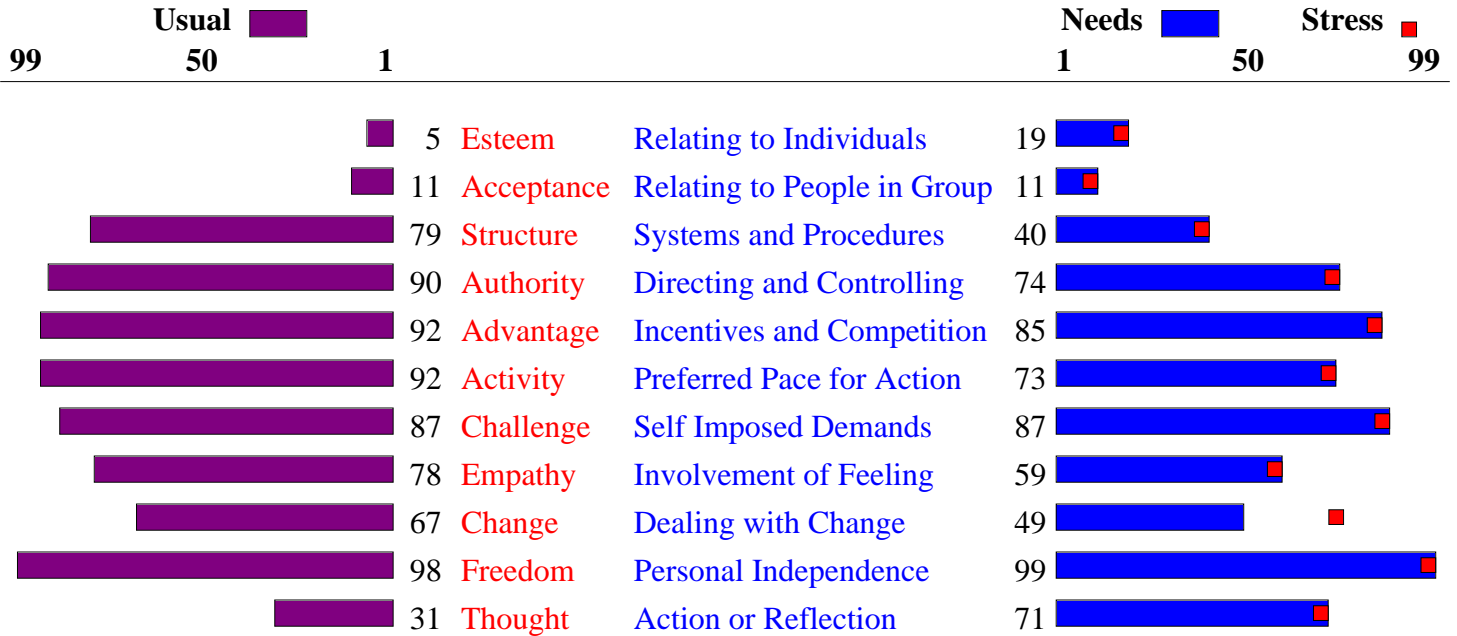 Usual Needs Stress
99 50 1 1 50 99
5 Esteem Relating to Individuals 19
11 Acceptance Relating to People in Group 11
79 Structure Systems and Procedures 40
90 Authority Directing and Controlling 74
92 Advantage Incentives and Competition 85
92 Activity Preferred Pace for Action 73
87 Challenge Self Imposed Demands 87
78 Empathy Involvement of Feeling 59
67 Change Dealing with Change 49
98 Freedom Personal Independence 99
31 Thought Action or Reflection 71